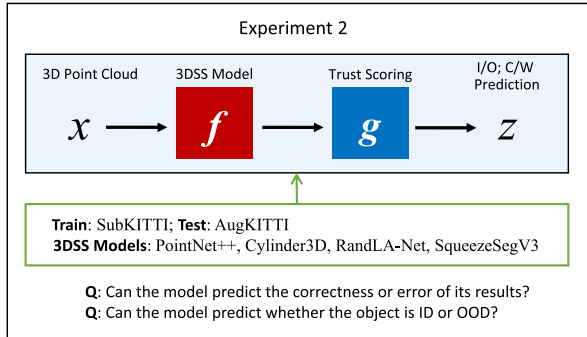 Experiment 2
3D Point Cloud
3DSS Model
Trust Scoring
I/O; C/W
Prediction
x
f
g
z
Train: SubKITTI; Test: AugKITTI
3DSS Models: PointNet++, Cylinder3D, RandLA-Net, SqueezeSegV3
Q: Can the model predict the correctness or error of its results?
Q: Can the model predict whether the object is ID or OOD?